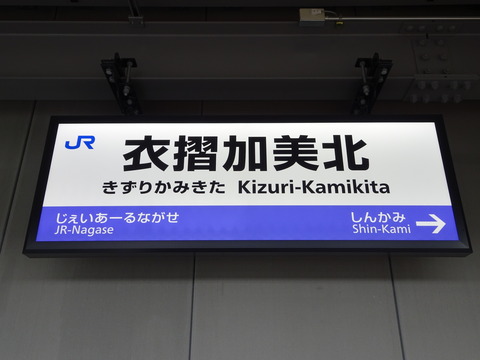 JR
衣摺加美北
きずりかみきた Kizuri-Kamikita
じぇいあーるながせ
JR-Nagase
しんかみ
Shin-Kami